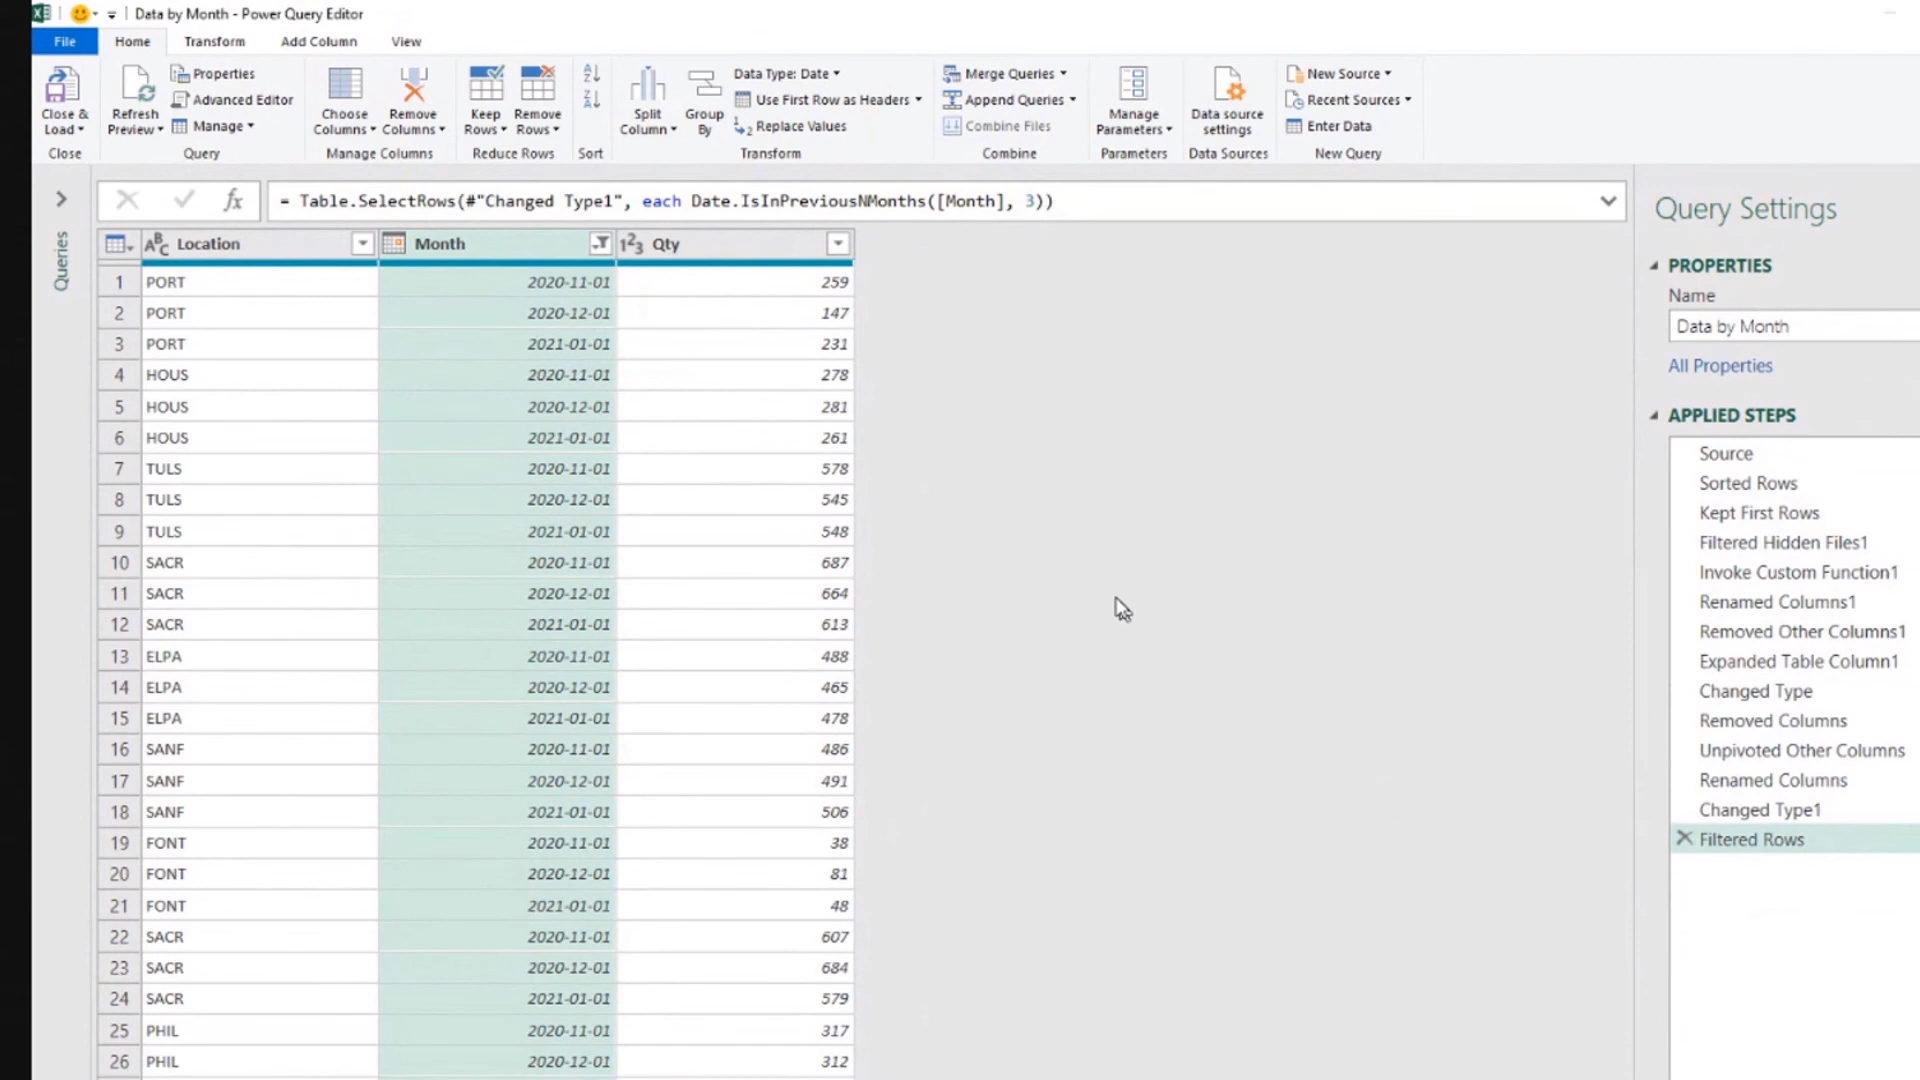 Data by Month - Power Query Editor
File Home Transform Add Column View
Close & Load
Close
Refresh Preview
Properties
Advanced Editor
Manage
Query
Choose Columns
Remove Columns
Manage Columns
Keep Rows
Remove Rows
Reduce Rows
Sort
Split Column
Group By
Data Type: Date
Use First Row as Headers
Replace Values
Transform
Merge Queries
Append Queries
Combine Files
Combine
Manage Parameters
Parameters
Data source settings
Data Sources
New Source
Recent Sources
Enter Data
New Query
Queries
fx = Table.SelectRows(#"Changed Type1", each Date.IsInPreviousNMonths([Month], 3))
Location Month Qty
1 PORT 2020-11-01 259
2 PORT 2020-12-01 147
3 PORT 2021-01-01 231
4 HOUS 2020-11-01 278
5 HOUS 2020-12-01 281
6 HOUS 2021-01-01 261
7 TULS 2020-11-01 578
8 TULS 2020-12-01 545
9 TULS 2021-01-01 548
10 SACR 2020-11-01 687
11 SACR 2020-12-01 664
12 SACR 2021-01-01 613
13 ELPA 2020-11-01 488
14 ELPA 2020-12-01 465
15 ELPA 2021-01-01 478
16 SANF 2020-11-01 486
17 SANF 2020-12-01 491
18 SANF 2021-01-01 506
19 FONT 2020-11-01 38
20 FONT 2020-12-01 81
21 FONT 2021-01-01 48
22 SACR 2020-11-01 607
23 SACR 2020-12-01 684
24 SACR 2021-01-01 579
25 PHIL 2020-11-01 317
26 PHIL 2020-12-01 312
Query Settings
PROPERTIES
Name
Data by Month
All Properties
APPLIED STEPS
Source
Sorted Rows
Kept First Rows
Filtered Hidden Files1
Invoke Custom Function1
Renamed Columns1
Removed Other Columns1
Expanded Table Column1
Changed Type
Removed Columns
Unpivoted Other Columns
Renamed Columns
Changed Type1
Filtered Rows